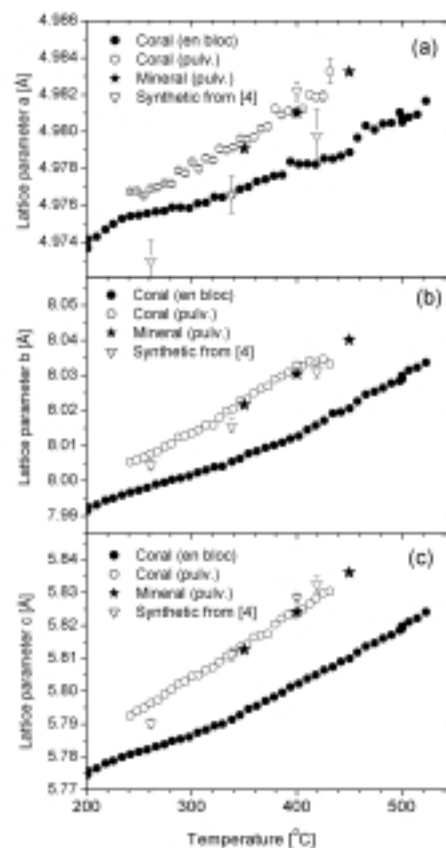 4.966
4.964
4.962
4.980
4.978
4.976
4.974
Lattice parameter a [Å]
Coral (en bloc)
Coral (pulv.)
Mineral (pulv.)
Synthetic from [4]
(a)
8.05
8.04
8.03
8.02
8.01
8.00
7.99
Lattice parameter b [Å]
Coral (en bloc)
Coral (pulv.)
Mineral (pulv.)
Synthetic from [4]
(b)
5.84
5.83
5.82
5.81
5.80
5.79
5.78
5.77
Lattice parameter c [Å]
Coral (en bloc)
Coral (pulv.)
Mineral (pulv.)
Synthetic from [4]
(c)
200 300 400 500
Temperature [°C]